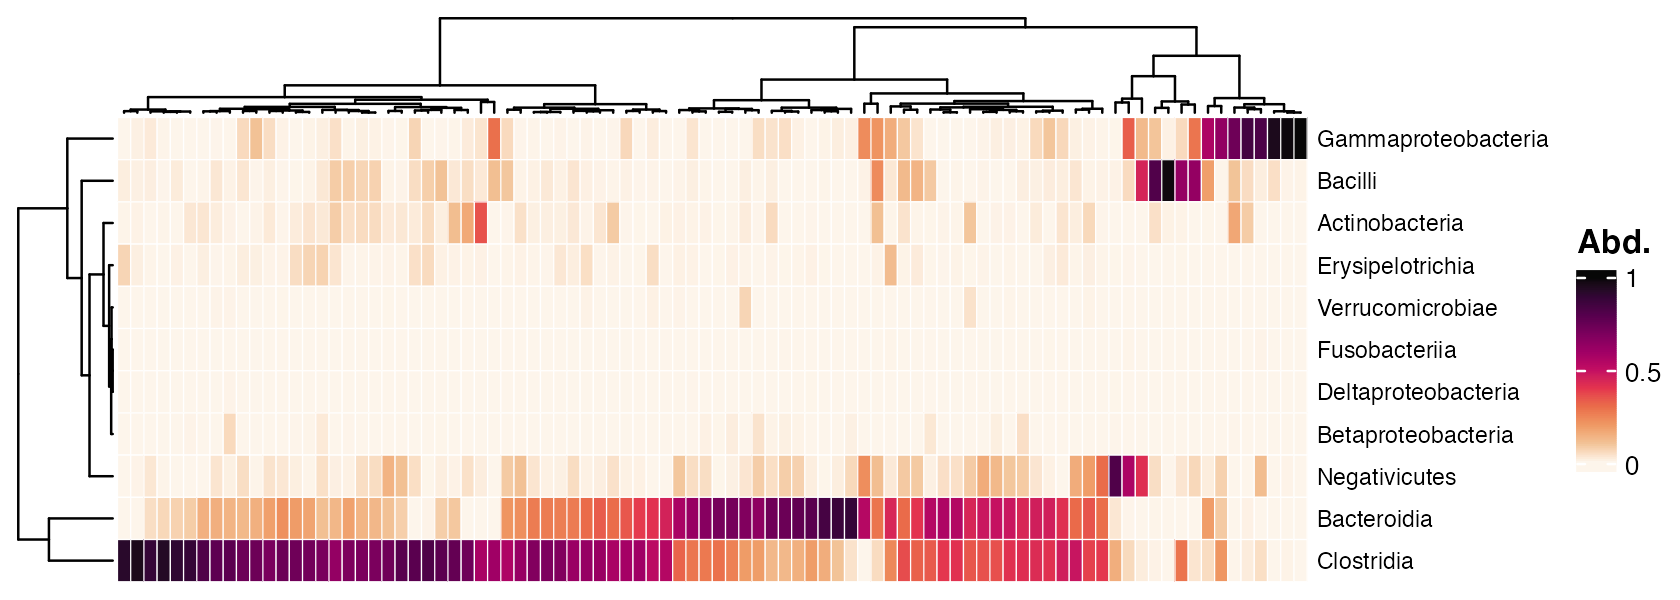 Gammaproteobacteria
Bacilli
Actinobacteria
Erysipelotrichia
Verrucomicrobiae
Fusobacteriia
Deltaproteobacteria
Betaproteobacteria
Negativicutes
Bacteroidia
Clostridia
Abd.
1
0.5
0